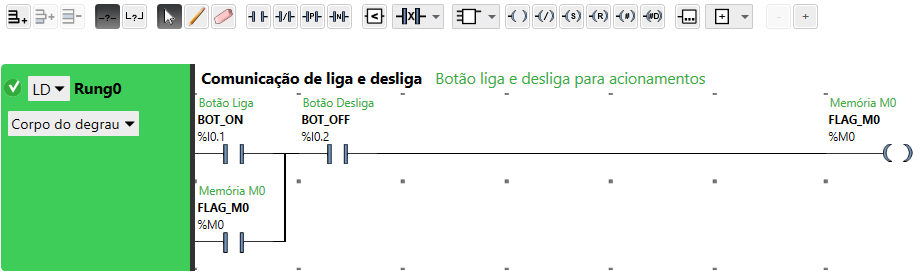 -?- L?┘ P N < X S R # #D ... + - +
Comunicação de liga e desliga Botão liga e desliga para acionamentos
LD Rung0
Corpo do degrau
Botão Liga Botão Desliga Memória M0
BOT_ON BOT_OFF FLAG_M0
%I0.1 %I0.2 %M0
Memória M0
FLAG_M0
%M0